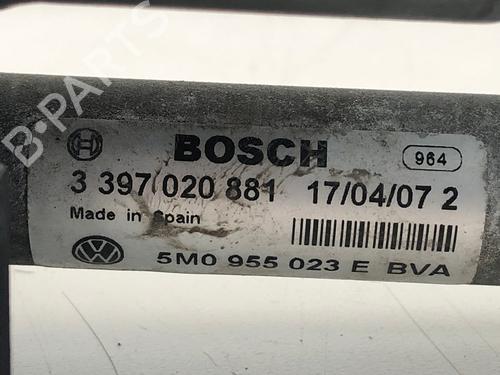 BOSCH
964
3 397 020 881 17/04/07 2
Made in Spain
5M0 955 023 E BVA
B-PARTS